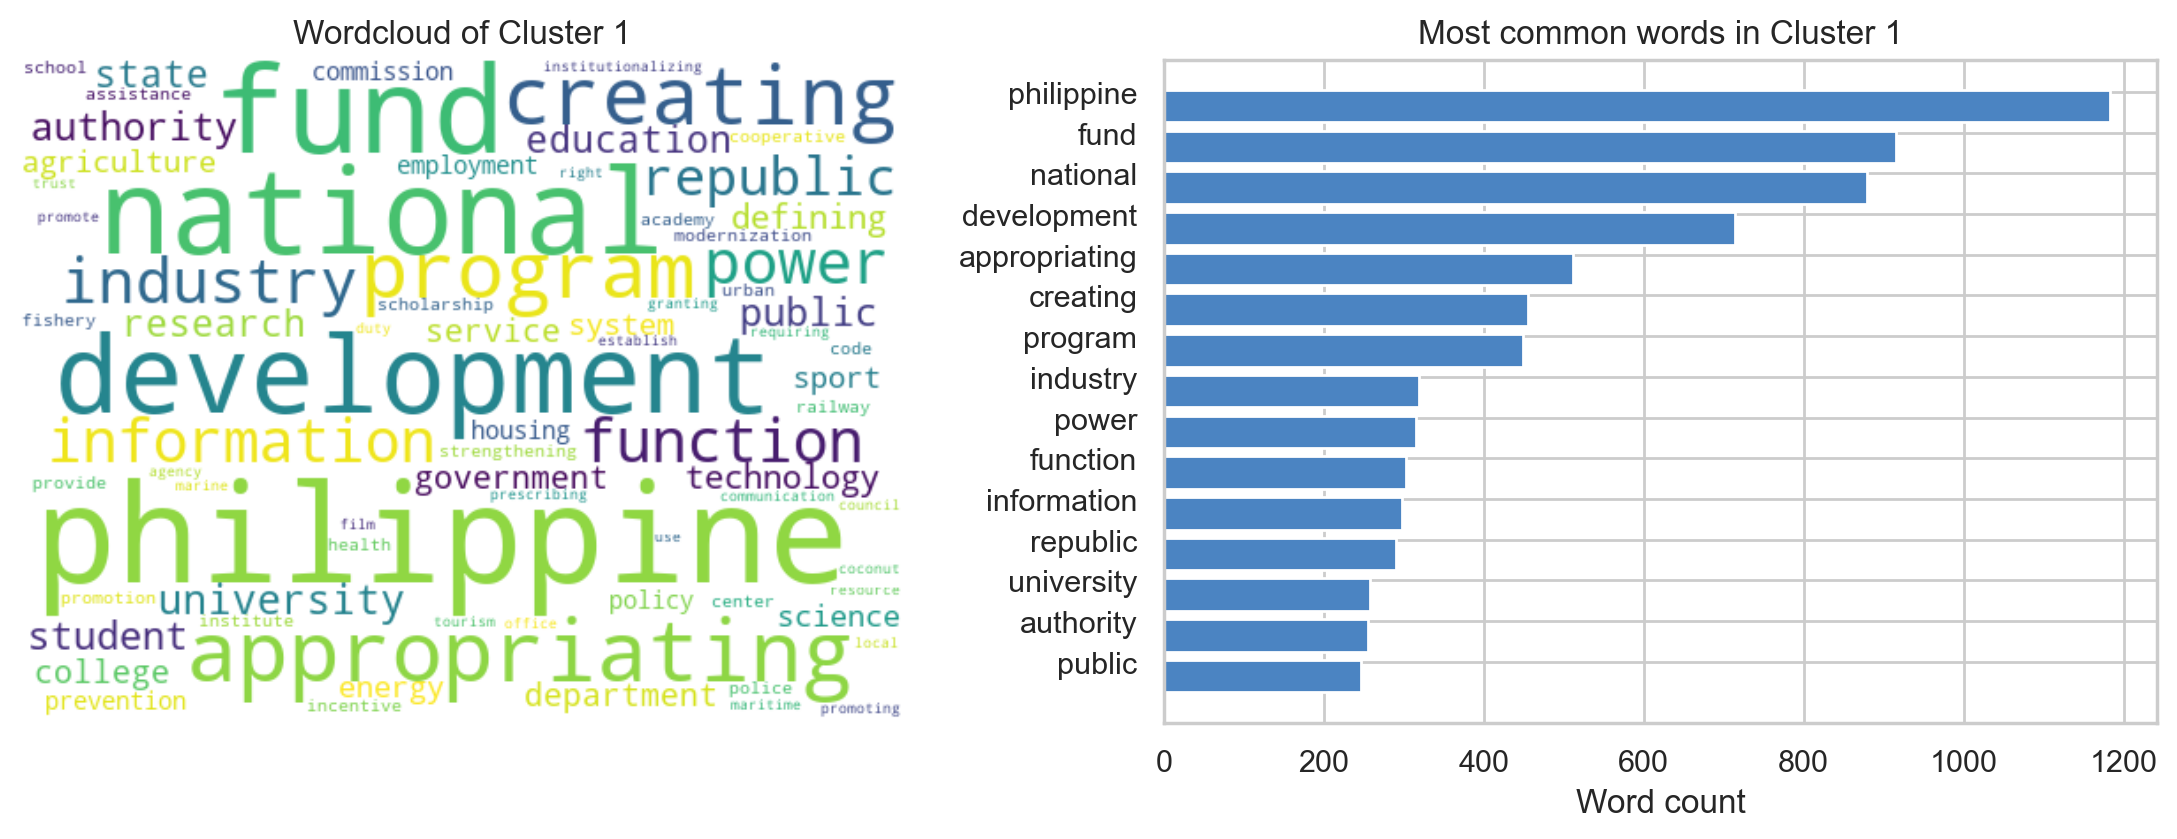 Wordcloud of Cluster 1
school state commission institutionalizing
assistance fund creating
authority education cooperative
agriculture employment republic
trust national right
promote academy defining
modernization
industry program power
scholarship urban
granting
fishery research service system public
duty requiring
establish
development code
sport
railway
information housing function
strengthening
agency government technology
provide marine prescribing communication
council
philippine
film
health use
coconut
resource
promotion university policy center science
student institute tourism office
appropriating local
college
prevention energy department police
incentive maritime promoting
Most common words in Cluster 1
philippine
fund
national
development
appropriating
creating
program
industry
power
function
information
republic
university
authority
public
0 200 400 600 800 1000 1200
Word count